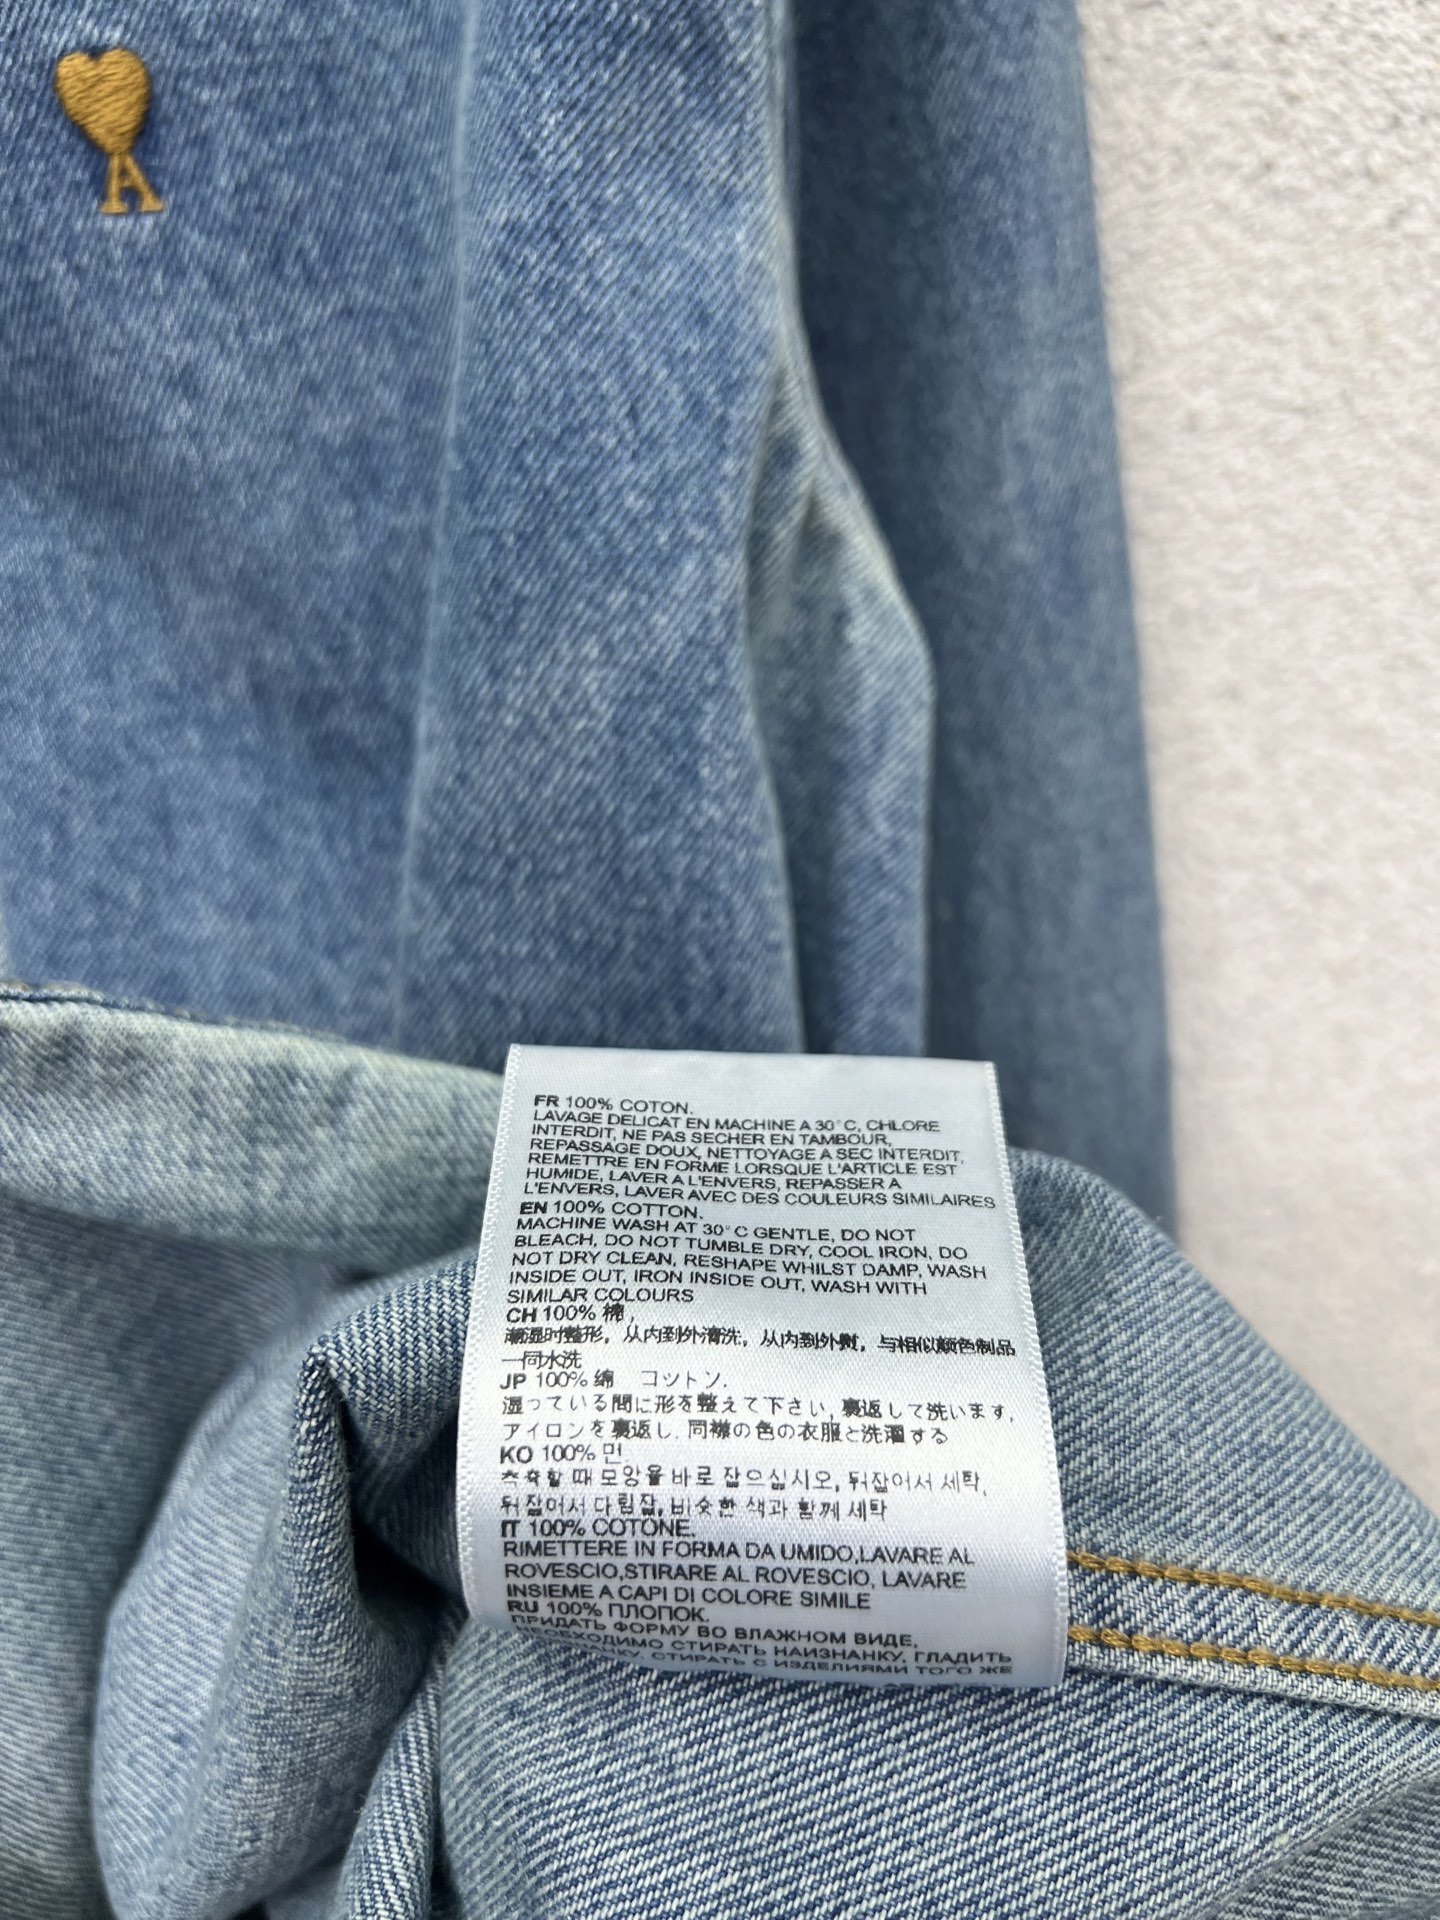 A
FR 100% COTON.
LAVAGE DELICAT EN MACHINE A 30°C, CHLORE
INTERDIT, NE PAS SECHER EN TAMBOUR,
REPASSAGE DOUX, NETTOYAGE A SEC INTERDIT,
REMETTRE EN FORME LORSQUE L'ARTICLE EST
HUMIDE, LAVER A L'ENVERS, REPASSER A
L'ENVERS, LAVER AVEC DES COULEURS SIMILAIRES
EN 100% COTTON.
MACHINE WASH AT 30°C GENTLE, DO NOT
BLEACH, DO NOT TUMBLE DRY, COOL IRON, DO
NOT DRY CLEAN, RESHAPE WHILST DAMP, WASH
INSIDE OUT, IRON INSIDE OUT, WASH WITH
SIMILAR COLOURS
CH 100% 棉,
潮湿时整形，从内到外清洗，从内到外熨，与相似颜色制品
一同水洗
JP 100% 綿 コットン.
湿っている間に形を整えて下さい, 裏返して洗います,
アイロンを裏返し, 同様の色の衣服と洗濯する
KO 100% 면.
축축할 때 모양을 바로 잡으십시오, 뒤집어서 세탁,
뒤집어서 다림잘, 비슷한 색과 함께 세탁
IT 100% COTONE.
RIMETTERE IN FORMA DA UMIDO,LAVARE AL
ROVESCIO,STIRARE AL ROVESCIO, LAVARE
INSIEME A CAPI DI COLORE SIMILE
RU 100% ПЛОПОК.
ПРИДАТЬ ФОРМУ ВО ВЛАЖНОМ ВИДЕ,
НЕОБХОДИМО СТИРАТЬ НАИЗНАНКУ, ГЛАДИТЬ
СТИРАТЬ С ИЗДЕЛИЯМИ ТОГО ЖЕ